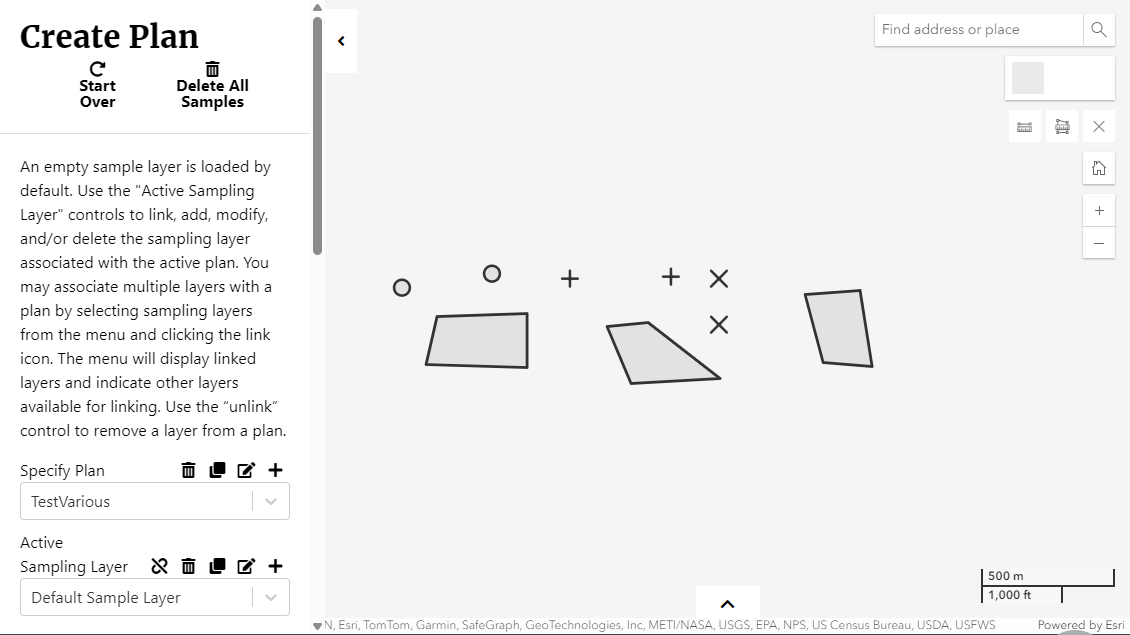 Create Plan
Start
Over
Delete All
Samples
An empty sample layer is loaded by
default. Use the "Active Sampling
Layer" controls to link, add, modify,
and/or delete the sampling layer
associated with the active plan. You
may associate multiple layers with a
plan by selecting sampling layers
from the menu and clicking the link
icon. The menu will display linked
layers and indicate other layers
available for linking. Use the “unlink”
control to remove a layer from a plan.
Specify Plan
TestVarious
Active
Sampling Layer
Default Sample Layer
Find address or place
500 m
1,000 ft
N, Esri, TomTom, Garmin, SafeGraph, GeoTechnologies, Inc, METI/NASA, USGS, EPA, NPS, US Census Bureau, USDA, USFWS
Powered by Esri